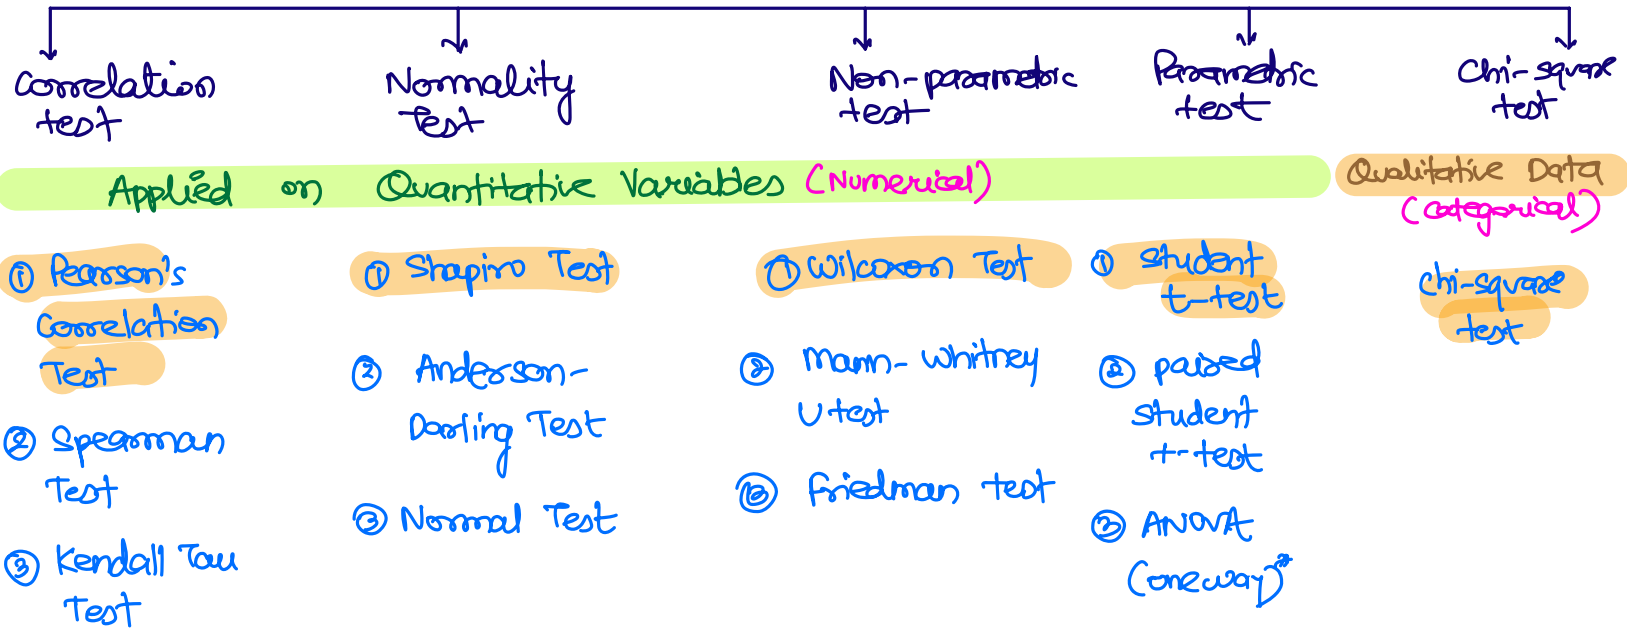 Correlation test
Normality Test
Non-parametric test
Parametric test
Chi-square test
Applied on Quantitative Variables (Numerical)
Qualitative Data
(categorical)
① Pearson's
Correlation
Test
② Spearman
Test
③ Kendall Tau
Test
① Shapiro Test
② Anderson-
Darling Test
③ Normal Test
① Wilcoxon Test
② Mann-Whitney
U test
③ Friedman test
① Student
t-test
② paired
student
t-test
③ ANOVA
(one way)*
Chi-square
test